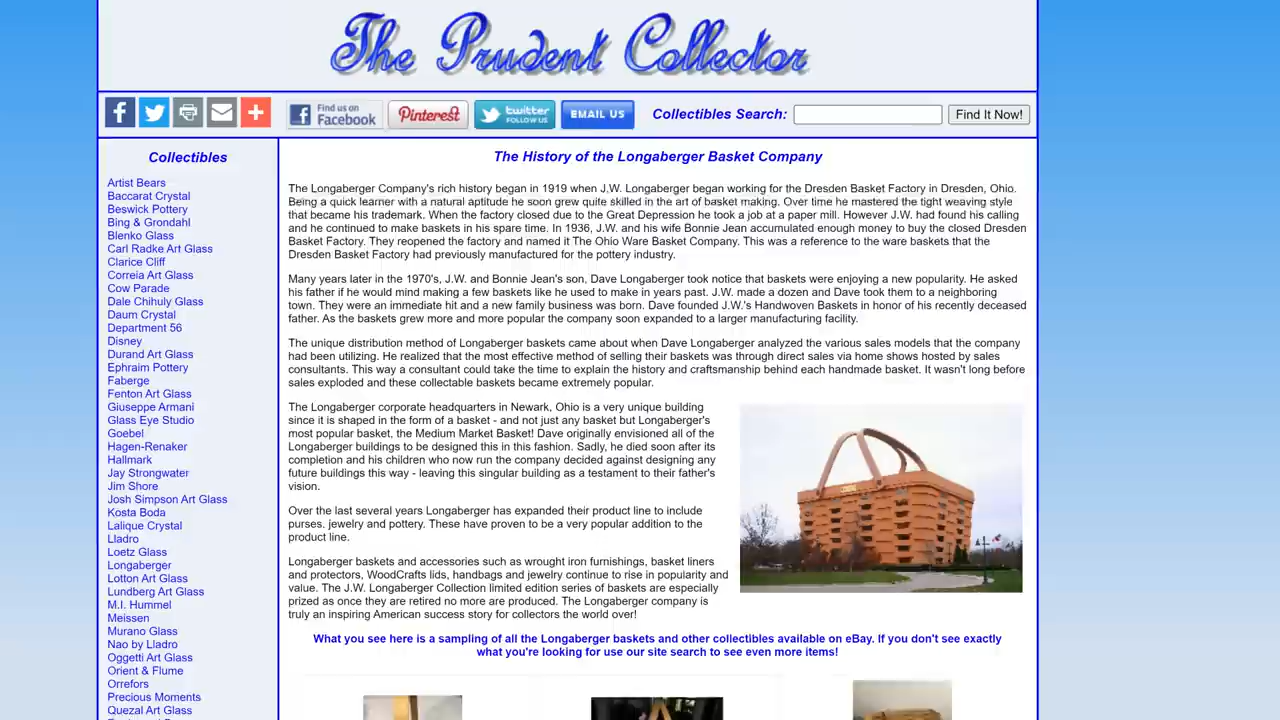 The Prudent Collector
Find us on
Facebook
Pinterest
twitter
FOLLOW US
EMAIL US
Collectibles Search:
Find It Now!
Collectibles
Artist Bears
Baccarat Crystal
Beswick Pottery
Bing & Grondahl
Blenko Glass
Carl Radke Art Glass
Clarice Cliff
Correia Art Glass
Cow Parade
Dale Chihuly Glass
Daum Crystal
Department 56
Disney
Durand Art Glass
Ephraim Pottery
Faberge
Fenton Art Glass
Giuseppe Armani
Glass Eye Studio
Goebel
Hagen-Renaker
Hallmark
Jay Strongwater
Jim Shore
Josh Simpson Art Glass
Kosta Boda
Lalique Crystal
Lladro
Loetz Glass
Longaberger
Lotton Art Glass
Lundberg Art Glass
M.I. Hummel
Meissen
Murano Glass
Nao by Lladro
Oggetti Art Glass
Orient & Flume
Orrefors
Precious Moments
Quezal Art Glass
The History of the Longaberger Basket Company
The Longaberger Company's rich history began in 1919 when J.W. Longaberger began working for the Dresden Basket Factory in Dresden, Ohio.
Being a quick learner with a natural aptitude he soon grew quite skilled in the art of basket making. Over time he mastered the tight weaving style
that became his trademark. When the factory closed due to the Great Depression he took a job at a paper mill. However J.W. had found his calling
and he continued to make baskets in his spare time. In 1936, J.W. and his wife Bonnie Jean accumulated enough money to buy the closed Dresden
Basket Factory. They reopened the factory and named it The Ohio Ware Basket Company. This was a reference to the ware baskets that the
Dresden Basket Factory had previously manufactured for the pottery industry.
Many years later in the 1970's, J.W. and Bonnie Jean's son, Dave Longaberger took notice that baskets were enjoying a new popularity. He asked
his father if he would mind making a few baskets like he used to make in years past. J.W. made a dozen and Dave took them to a neighboring
town. They were an immediate hit and a new family business was born. Dave founded J.W.'s Handwoven Baskets in honor of his recently deceased
father. As the baskets grew more and more popular the company soon expanded to a larger manufacturing facility.
The unique distribution method of Longaberger baskets came about when Dave Longaberger analyzed the various sales models that the company
had been utilizing. He realized that the most effective method of selling their baskets was through direct sales via home shows hosted by sales
consultants. This way a consultant could take the time to explain the history and craftsmanship behind each handmade basket. It wasn't long before
sales exploded and these collectable baskets became extremely popular.
The Longaberger corporate headquarters in Newark, Ohio is a very unique building
since it is shaped in the form of a basket - and not just any basket but Longaberger's
most popular basket, the Medium Market Basket! Dave originally envisioned all of the
Longaberger buildings to be designed this in this fashion. Sadly, he died soon after its
completion and his children who now run the company decided against designing any
future buildings this way - leaving this singular building as a testament to their father's
vision.
Over the last several years Longaberger has expanded their product line to include
purses. jewelry and pottery. These have proven to be a very popular addition to the
product line.
Longaberger baskets and accessories such as wrought iron furnishings, basket liners
and protectors, WoodCrafts lids, handbags and jewelry continue to rise in popularity and
value. The J.W. Longaberger Collection limited edition series of baskets are especially
prized as once they are retired no more are produced. The Longaberger company is
truly an inspiring American success story for collectors the world over!
What you see here is a sampling of all the Longaberger baskets and other collectibles available on eBay. If you don't see exactly
what you're looking for use our site search to see even more items!